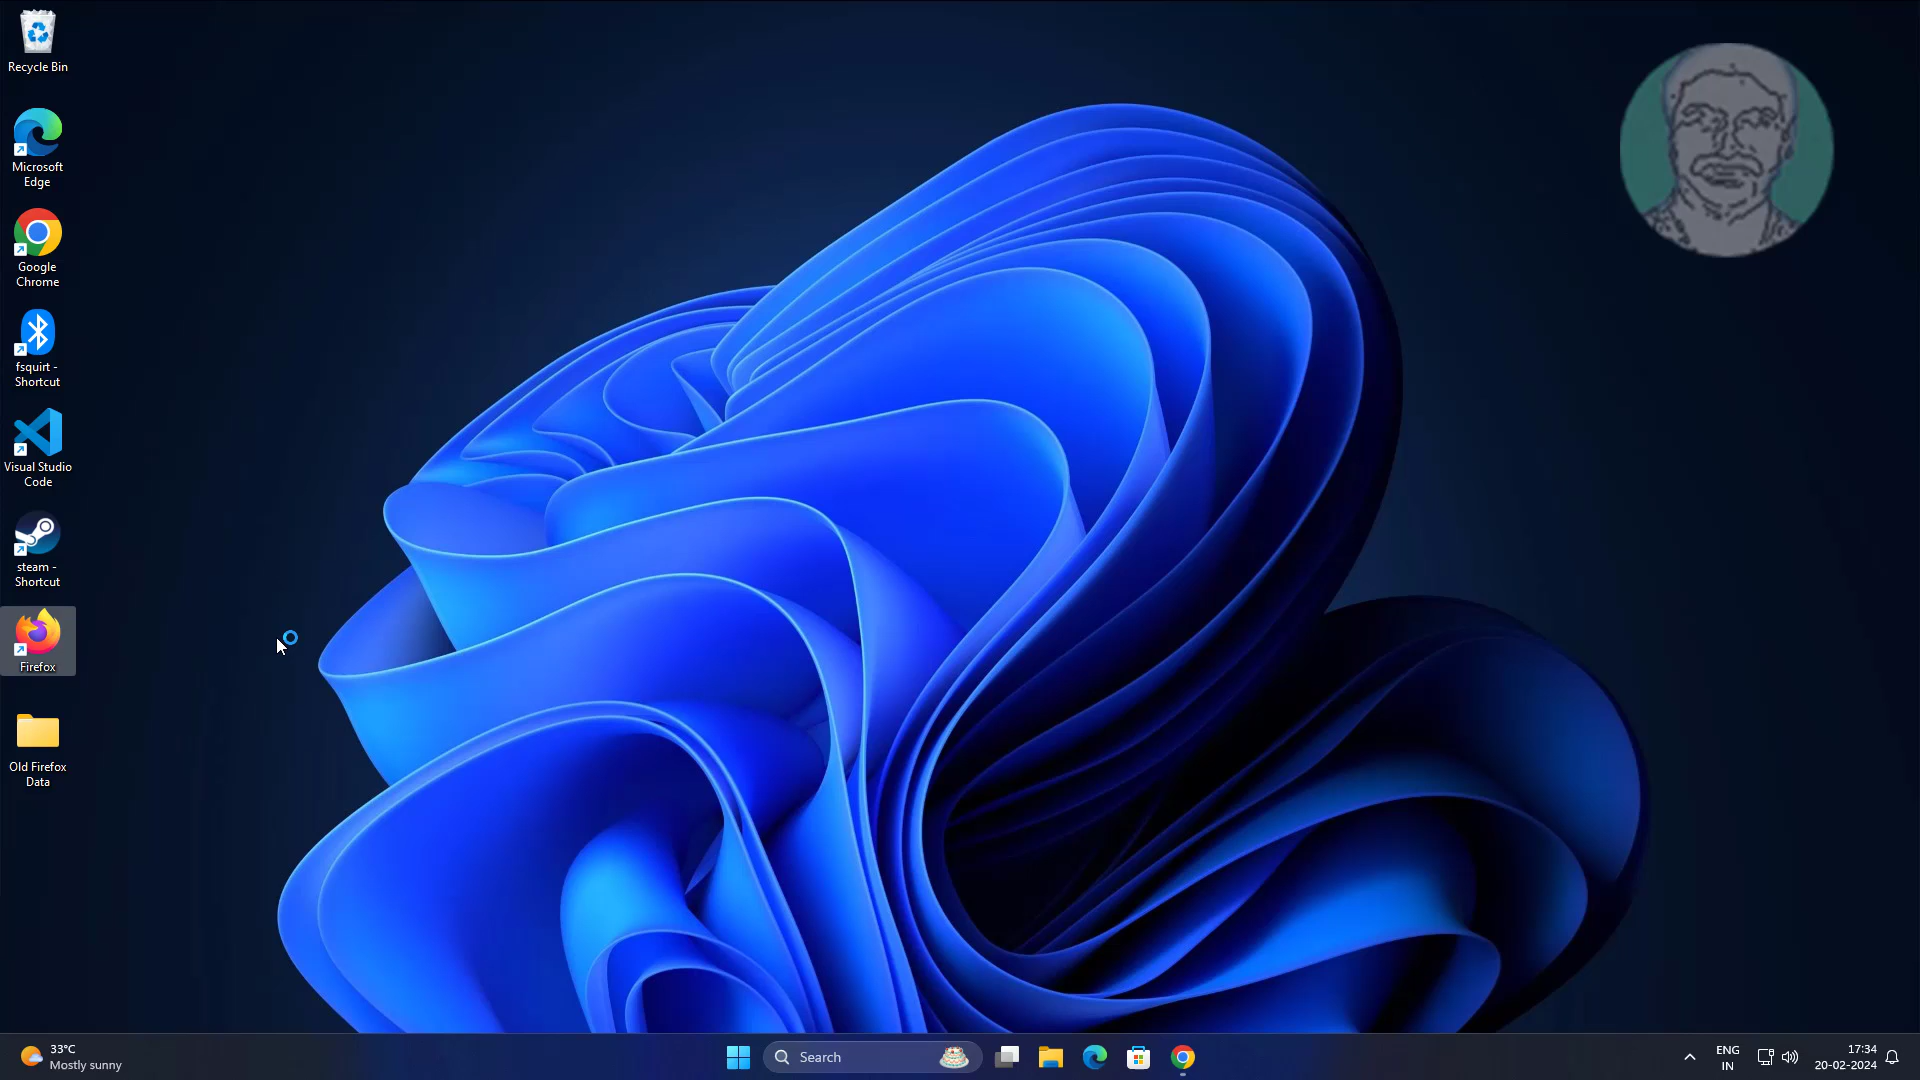 Recycle Bin
Microsoft
Edge
Google
Chrome
fsquirt -
Shortcut
Visual Studio
Code
steam -
Shortcut
Firefox
Old Firefox
Data
33°C
Mostly sunny
Search
ENG
IN
17:34
20-02-2024